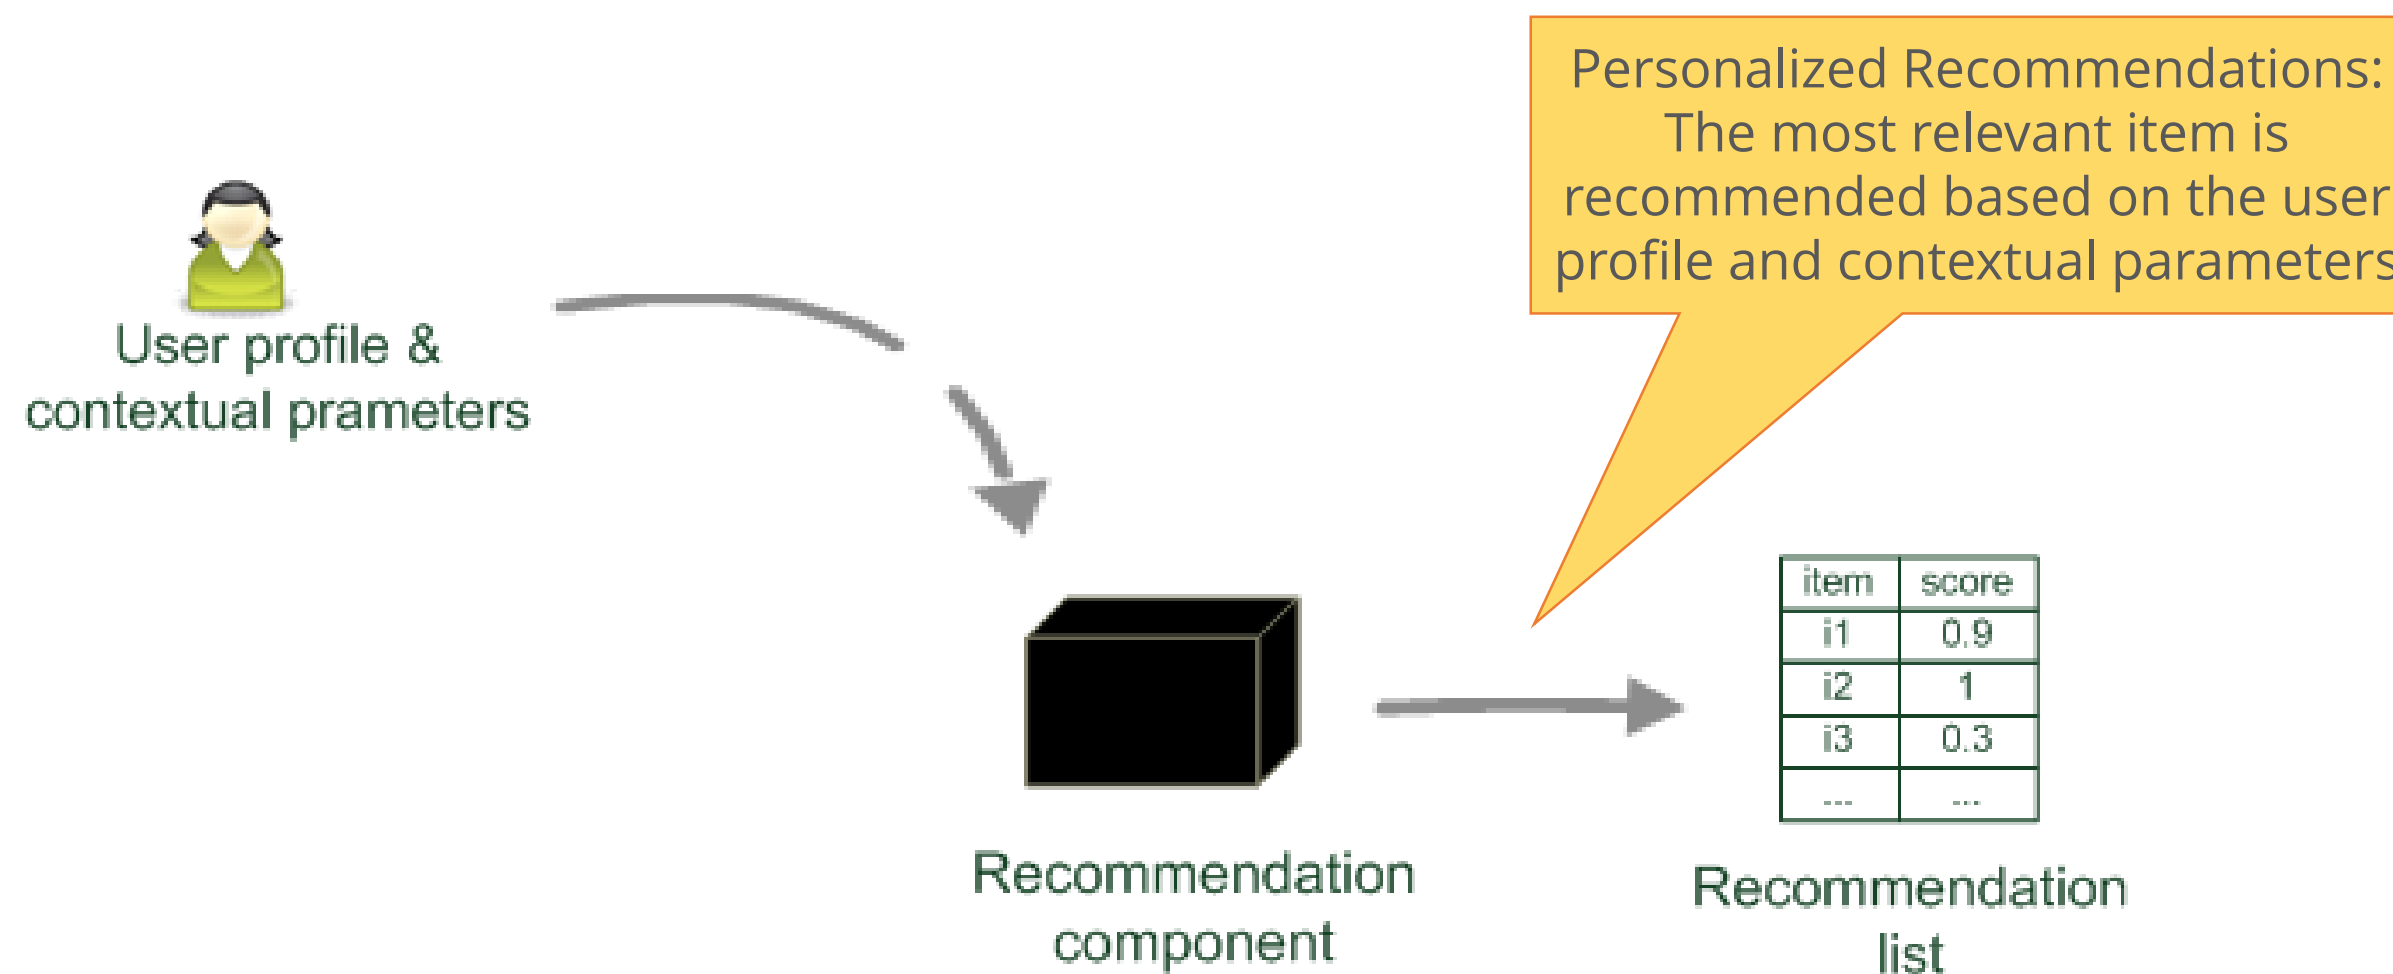 Personalized Recommendations:
The most relevant item is
recommended based on the user
profile and contextual parameters
User profile &
contextual prameters
item score
i1 0.9
i2 1
i3 0.3
... ...
Recommendation
component
Recommendation
list